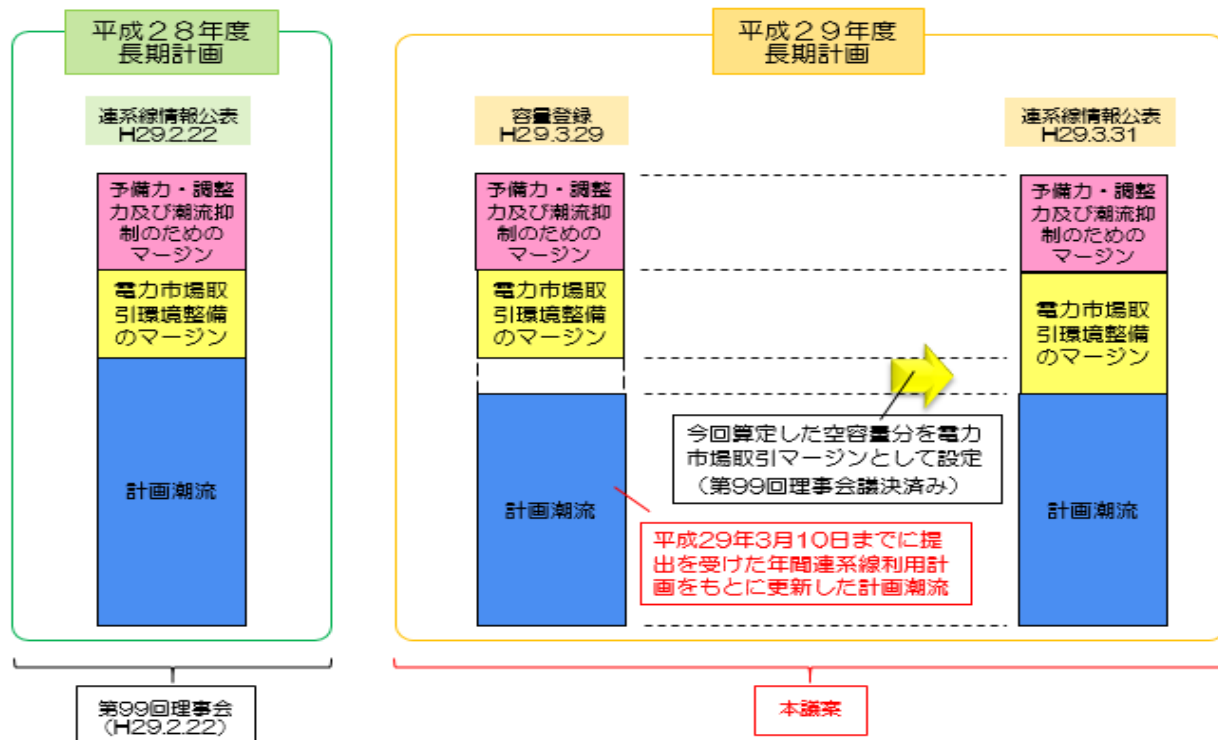 平成２８年度
長期計画
連系線情報公表
H29.2.22
予備力・調整
力及び潮流抑
制のための
マージン
電力市場取
引環境整備
のマージン
計画潮流
第99回理事会
（H29.2.22）
平成２９年度
長期計画
容量登録
H29.3.29
予備力・調整
力及び潮流抑
制のための
マージン
電力市場取
引環境整備
のマージン
計画潮流
今回算定した空容量分を電力
市場取引マージンとして設定
（第99回理事会議決済み）
平成29年3月10日までに提
出を受けた年間連系線利用計
画をもとに更新した計画潮流
連系線情報公表
H29.3.31
予備力・調整
力及び潮流抑
制のための
マージン
電力市場取
引環境整備
のマージン
計画潮流
本議案